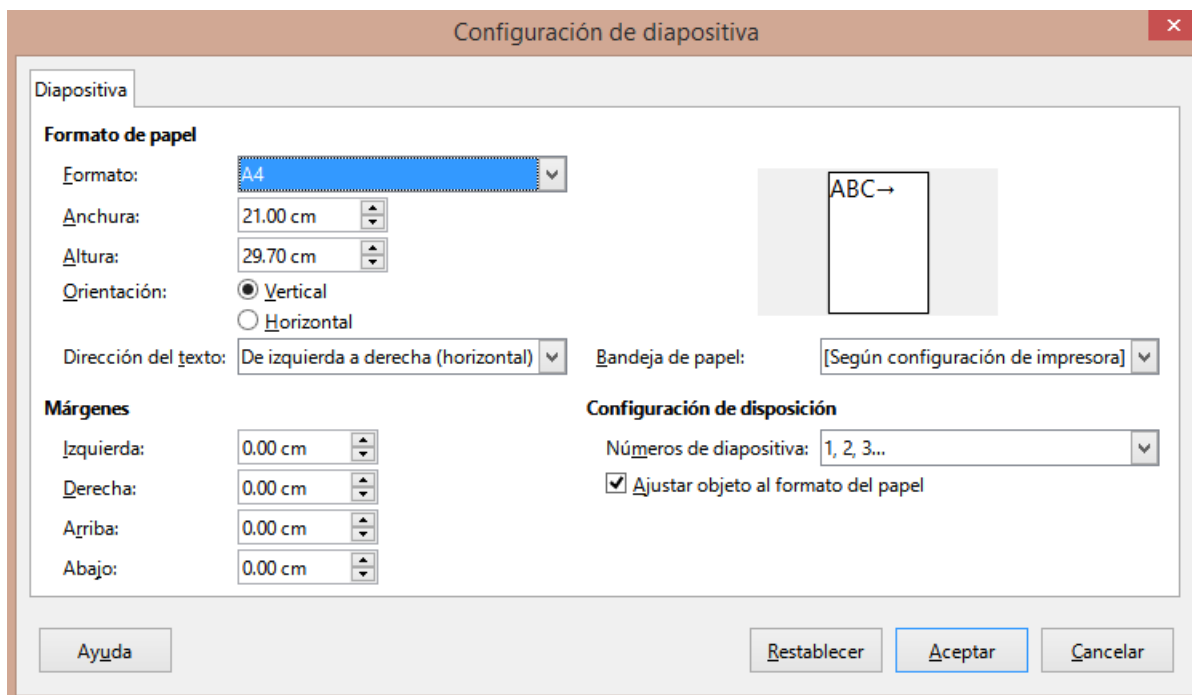 Configuración de diapositiva
Diapositiva
Formato de papel
Formato: A4
Anchura: 21.00 cm
Altura: 29.70 cm
Orientación: Vertical
Horizontal
ABC→
Dirección del texto: De izquierda a derecha (horizontal)
Bandeja de papel: [Según configuración de impresora]
Márgenes
Izquierda: 0.00 cm
Derecha: 0.00 cm
Arriba: 0.00 cm
Abajo: 0.00 cm
Configuración de disposición
Números de diapositiva: 1, 2, 3...
Ajustar objeto al formato del papel
Ayuda
Restablecer
Aceptar
Cancelar